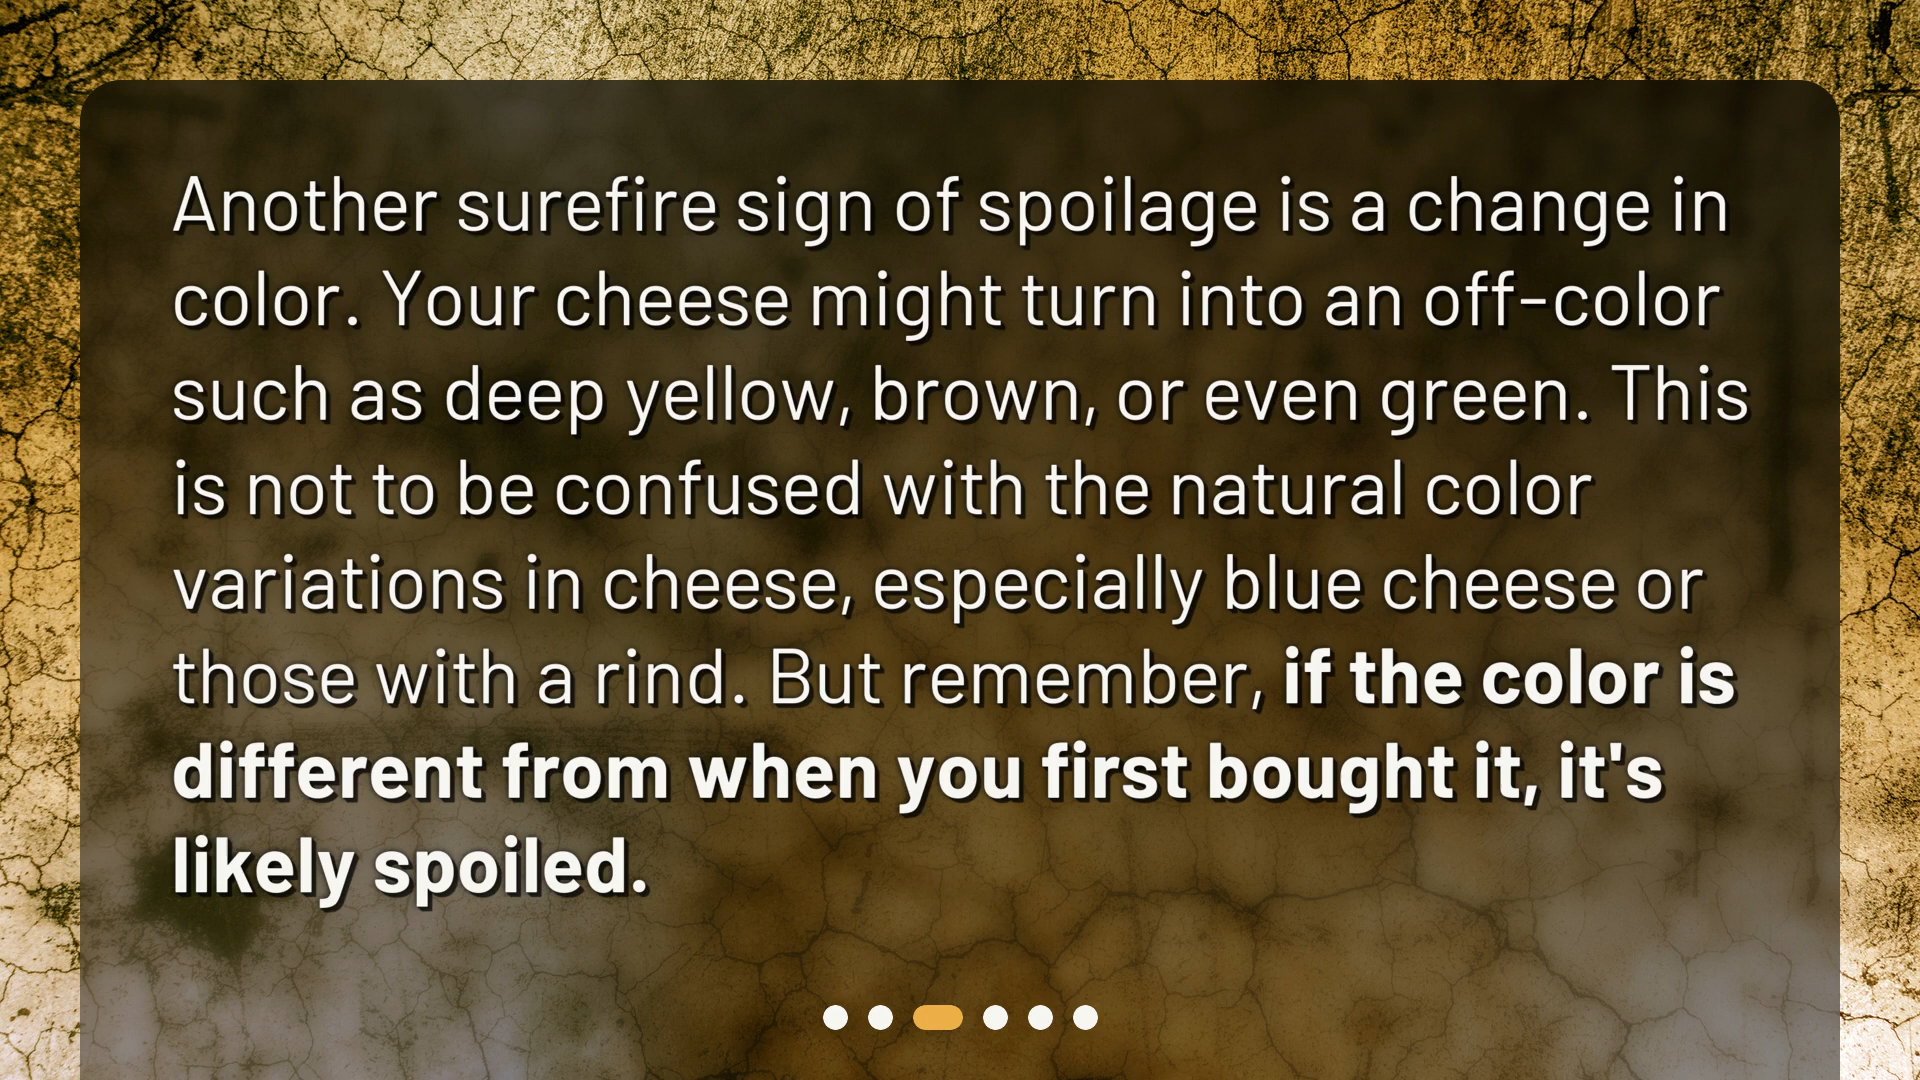 Another surefire sign of spoilage is a change in
color. Your cheese might turn into an off-color
such as deep yellow, brown, or even green. This
is not to be confused with the natural color
variations in cheese, especially blue cheese or
those with a rind. But remember, if the color is
different from when you first bought it, it's
likely spoiled.